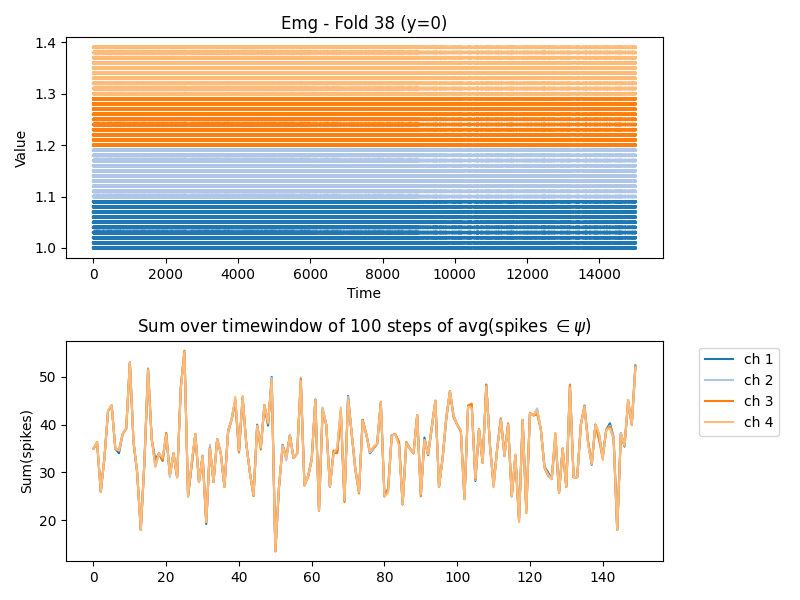 Emg - Fold 38 (y=0)
Value
1.4
1.3
1.2
1.1
1.0
0 2000 4000 6000 8000 10000 12000 14000
Time
Sum over timewindow of 100 steps of avg(spikes ∈ ψ)
Sum(spikes)
50
40
30
20
0 20 40 60 80 100 120 140
ch 1
ch 2
ch 3
ch 4